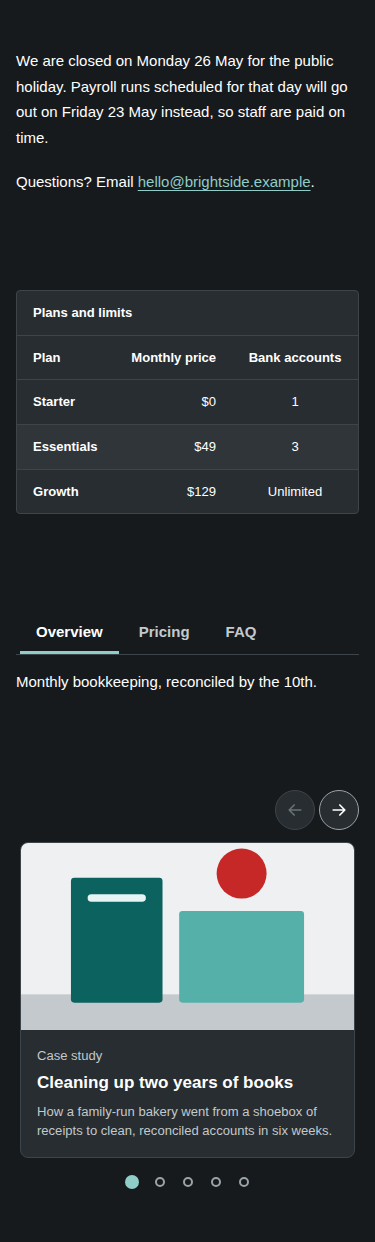 We are closed on Monday 26 May for the public
holiday. Payroll runs scheduled for that day will go
out on Friday 23 May instead, so staff are paid on
time.
Questions? Email hello@brightside.example.
Plans and limits
Plan Monthly price Bank accounts
Starter $0 1
Essentials $49 3
Growth $129 Unlimited
Overview Pricing FAQ
Monthly bookkeeping, reconciled by the 10th.
Case study
Cleaning up two years of books
How a family-run bakery went from a shoebox of
receipts to clean, reconciled accounts in six weeks.